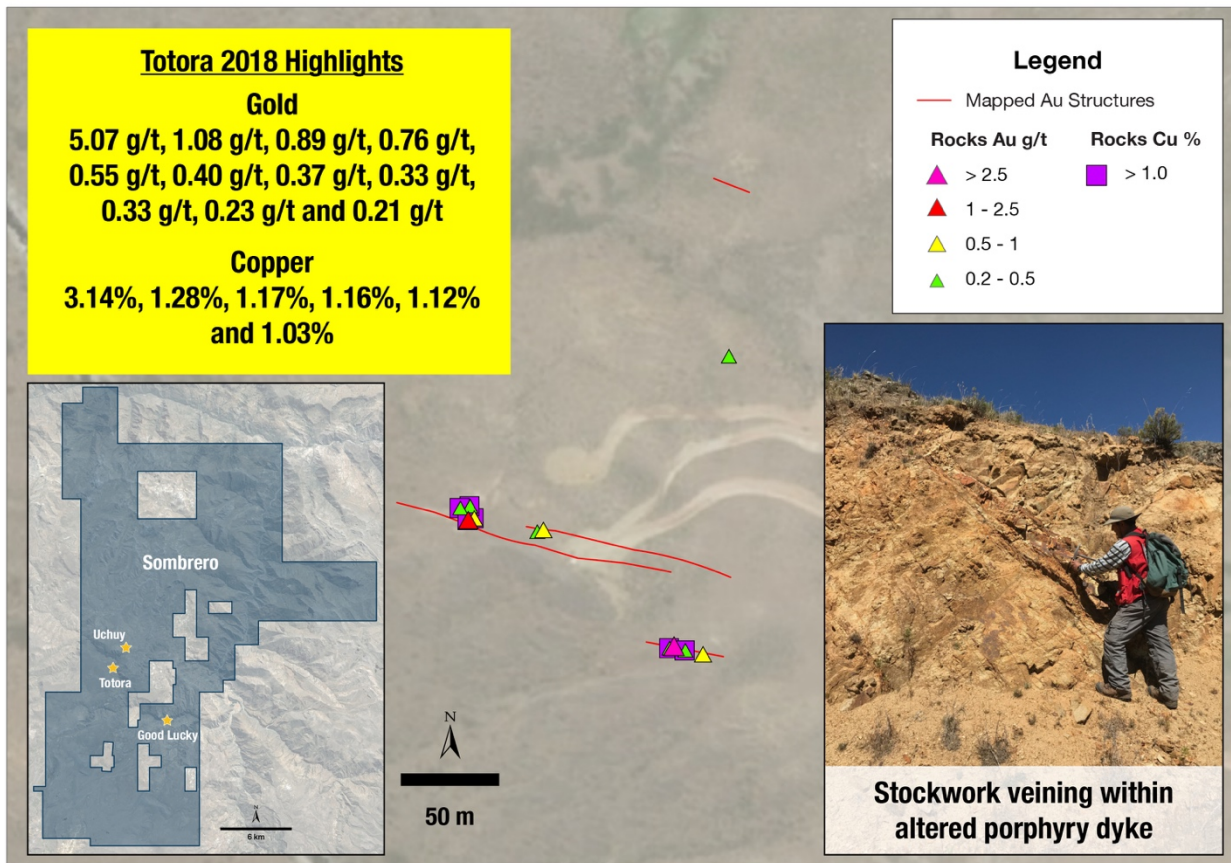 Totora 2018 Highlights
Gold
5.07 g/t, 1.08 g/t, 0.89 g/t, 0.76 g/t,
0.55 g/t, 0.40 g/t, 0.37 g/t, 0.33 g/t,
0.33 g/t, 0.23 g/t and 0.21 g/t
Copper
3.14%, 1.28%, 1.17%, 1.16%, 1.12%
and 1.03%
Legend
Mapped Au Structures
Rocks Au g/t
> 2.5
1 - 2.5
0.5 - 1
0.2 - 0.5
Rocks Cu %
> 1.0
Sombrero
Uchuy
Totora
Good Lucky
N
6 km
N
50 m
Stockwork veining within
altered porphyry dyke